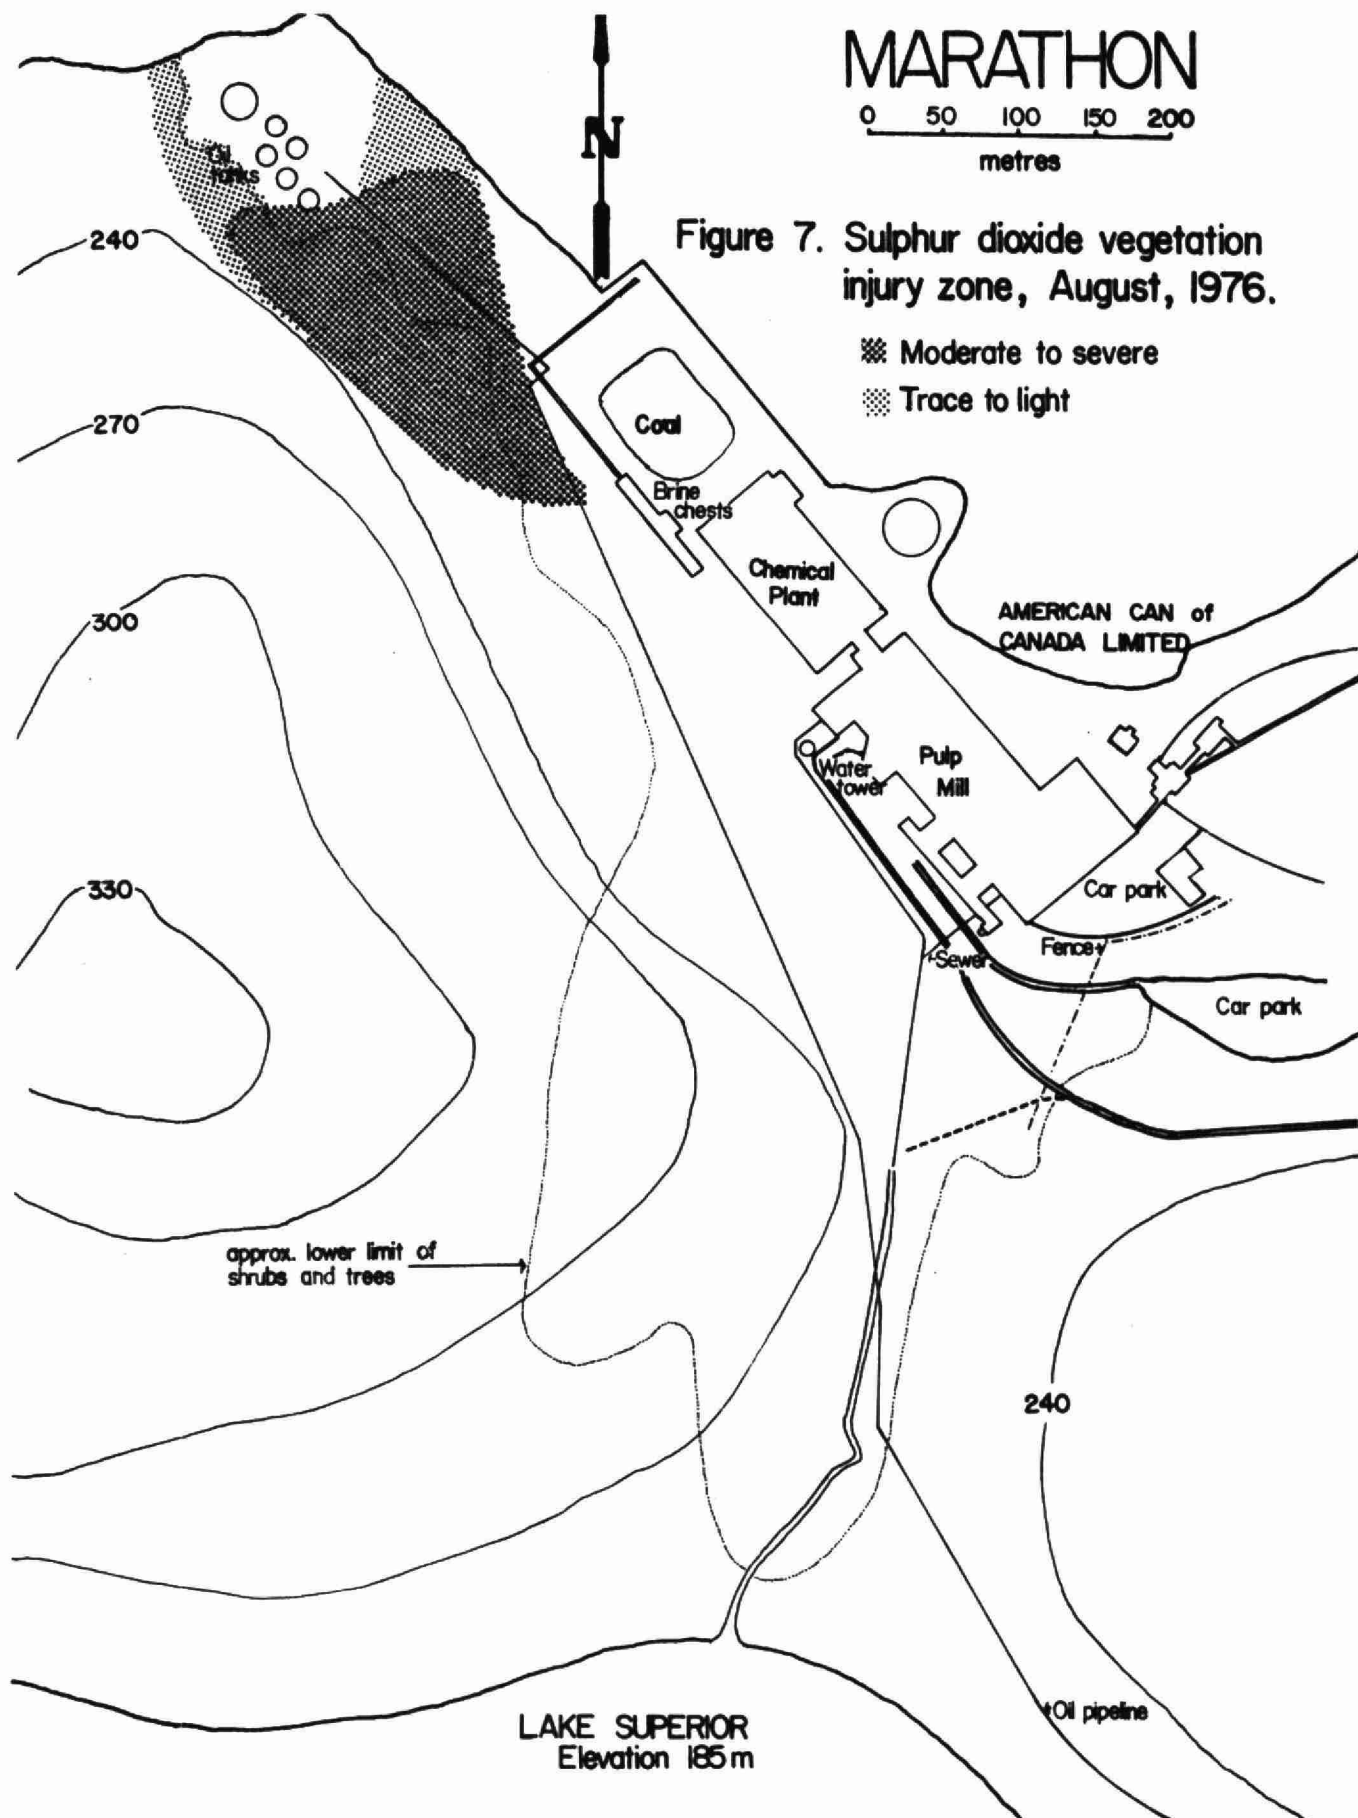 MARATHON
0 50 100 150 200
metres
N
Figure 7. Sulphur dioxide vegetation
injury zone, August, 1976.
Moderate to severe
Trace to light
Oil
tanks
240
270
300
330
Coal
Brine
chests
Chemical
Plant
AMERICAN CAN of
CANADA LIMITED
Water
tower
Pulp
Mill
Car park
Fence
Sewer
Car park
approx. lower limit of
shrubs and trees
240
Oil pipeline
LAKE SUPERIOR
Elevation 185m